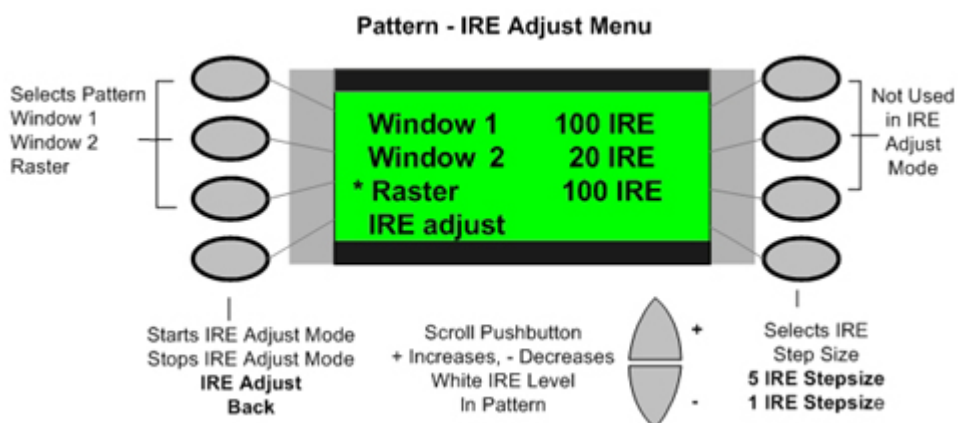 Pattern - IRE Adjust Menu
Selects Pattern
Window 1
Window 2
Raster
Window 1 100 IRE
Window 2 20 IRE
* Raster 100 IRE
IRE adjust
Not Used
in IRE
Adjust
Mode
Starts IRE Adjust Mode
Stops IRE Adjust Mode
IRE Adjust
Back
Scroll Pushbutton
+ Increases, - Decreases
White IRE Level
In Pattern
+
-
Selects IRE
Step Size
5 IRE Stepsize
1 IRE Stepsize